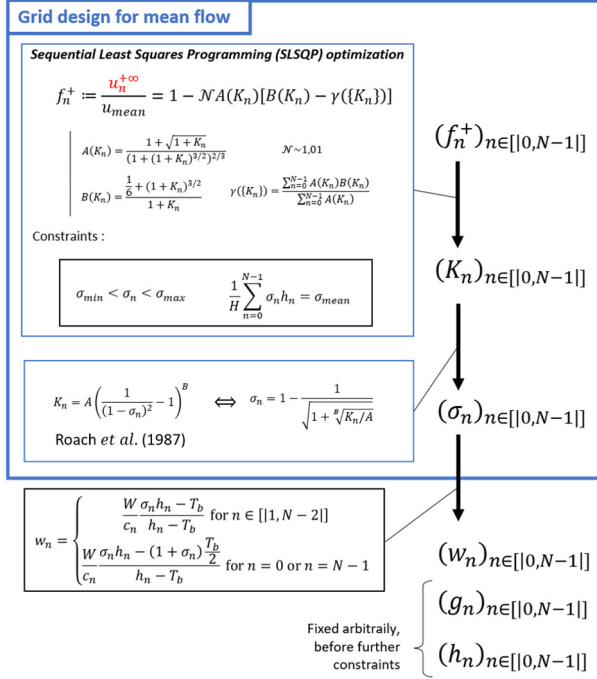 Grid design for mean flow
Sequential Least Squares Programming (SLSQP) optimization
f_n^+ ≔ u_n^{+∞}/u_{mean} = 1 − 𝒩A(K_n)[B(K_n) − γ({K_n})]
A(K_n) = (1 + √(1 + K_n))/(1 + (1 + K_n)^{3/2})^{2/3}
𝒩~1,01
B(K_n) = (1/6 + (1 + K_n)^{3/2})/(1 + K_n)
γ({K_n}) = (∑_{n=0}^{N−1} A(K_n)B(K_n))/(∑_{n=0}^{N−1} A(K_n))
Constraints :
σ_{min} < σ_n < σ_{max}
1/H ∑_{n=0}^{N−1} σ_n h_n = σ_{mean}
K_n = A(1/(1 − σ_n)^2 − 1)^B ⟺ σ_n = 1 − 1/√(1 + ᴮ√(K_n/A))
Roach et al. (1987)
w_n = { W/c_n (σ_n h_n − T_b)/(h_n − T_b) for n ∈ [|1, N − 2|]
W/c_n (σ_n h_n − (1 + σ_n) T_b/2)/(h_n − T_b) for n = 0 or n = N − 1
(f_n^+)_{n∈[|0,N−1|]}
(K_n)_{n∈[|0,N−1|]}
(σ_n)_{n∈[|0,N−1|]}
(w_n)_{n∈[|0,N−1|]}
(g_n)_{n∈[|0,N−1|]}
(h_n)_{n∈[|0,N−1|]}
Fixed arbitraily,
before further
constraints